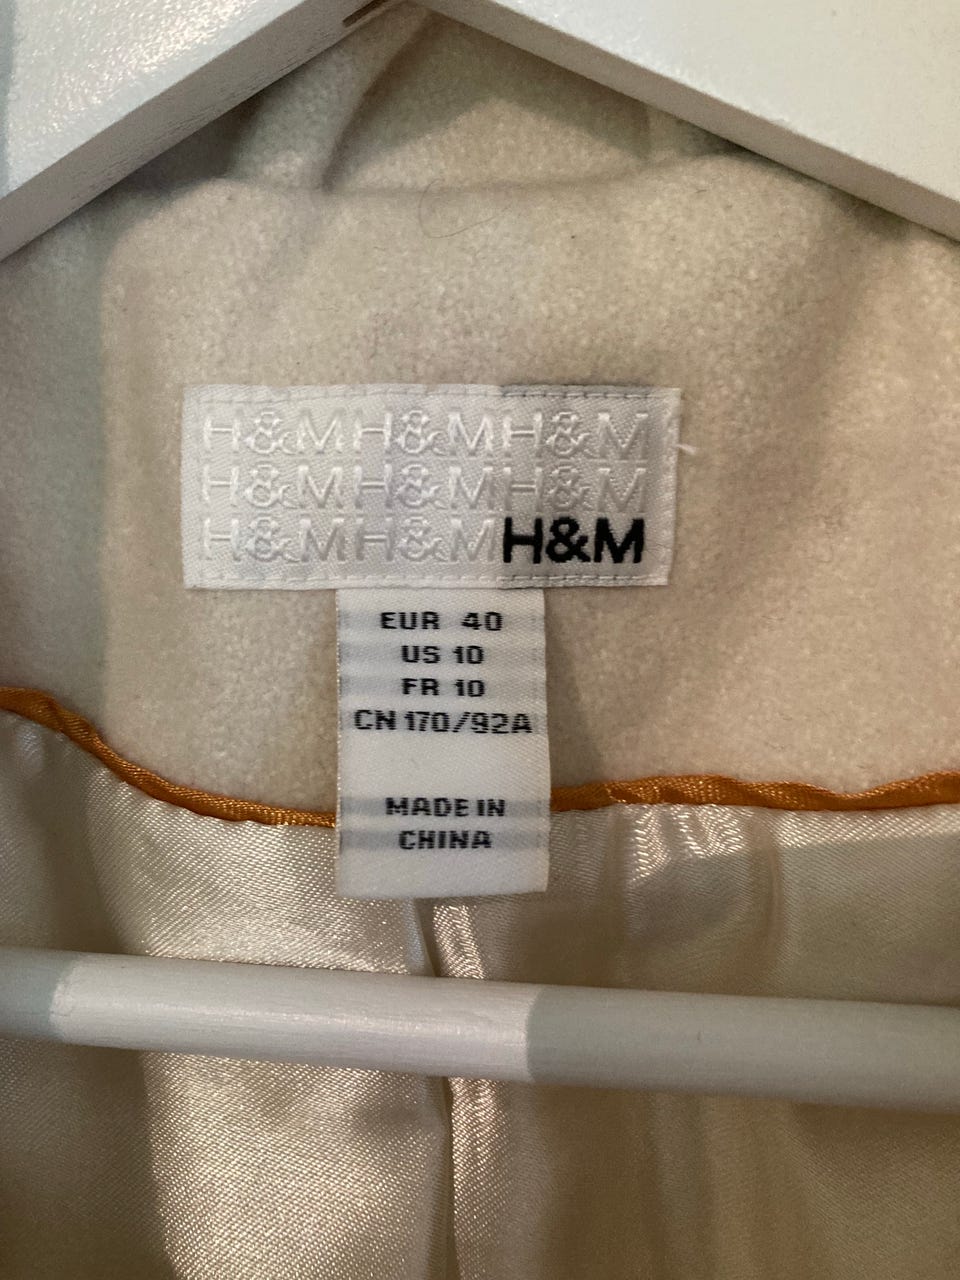 H&M H&M H&M
H&M H&M H&M
H&M H&M H&M
EUR 40
US 10
FR 10
CN 170/92A
MADE IN
CHINA